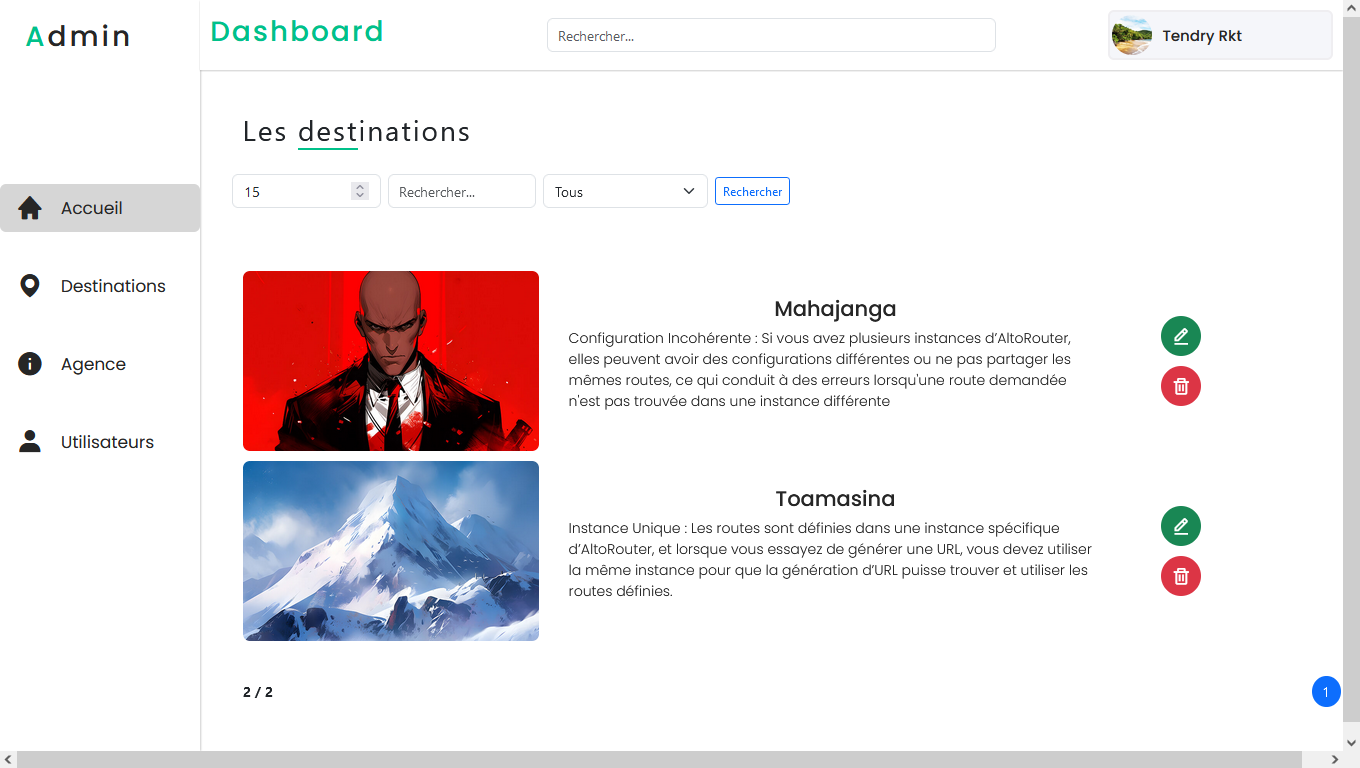 Admin
Dashboard
Rechercher...
Tendry Rkt
Accueil
Destinations
Agence
Utilisateurs
Les destinations
15
Rechercher...
Tous
Rechercher
Mahajanga
Configuration Incohérente : Si vous avez plusieurs instances d’AltoRouter,
elles peuvent avoir des configurations différentes ou ne pas partager les
mêmes routes, ce qui conduit à des erreurs lorsqu'une route demandée
n'est pas trouvée dans une instance différente
Toamasina
Instance Unique : Les routes sont définies dans une instance spécifique
d’AltoRouter, et lorsque vous essayez de générer une URL, vous devez utiliser
la même instance pour que la génération d’URL puisse trouver et utiliser les
routes définies.
2 / 2
1